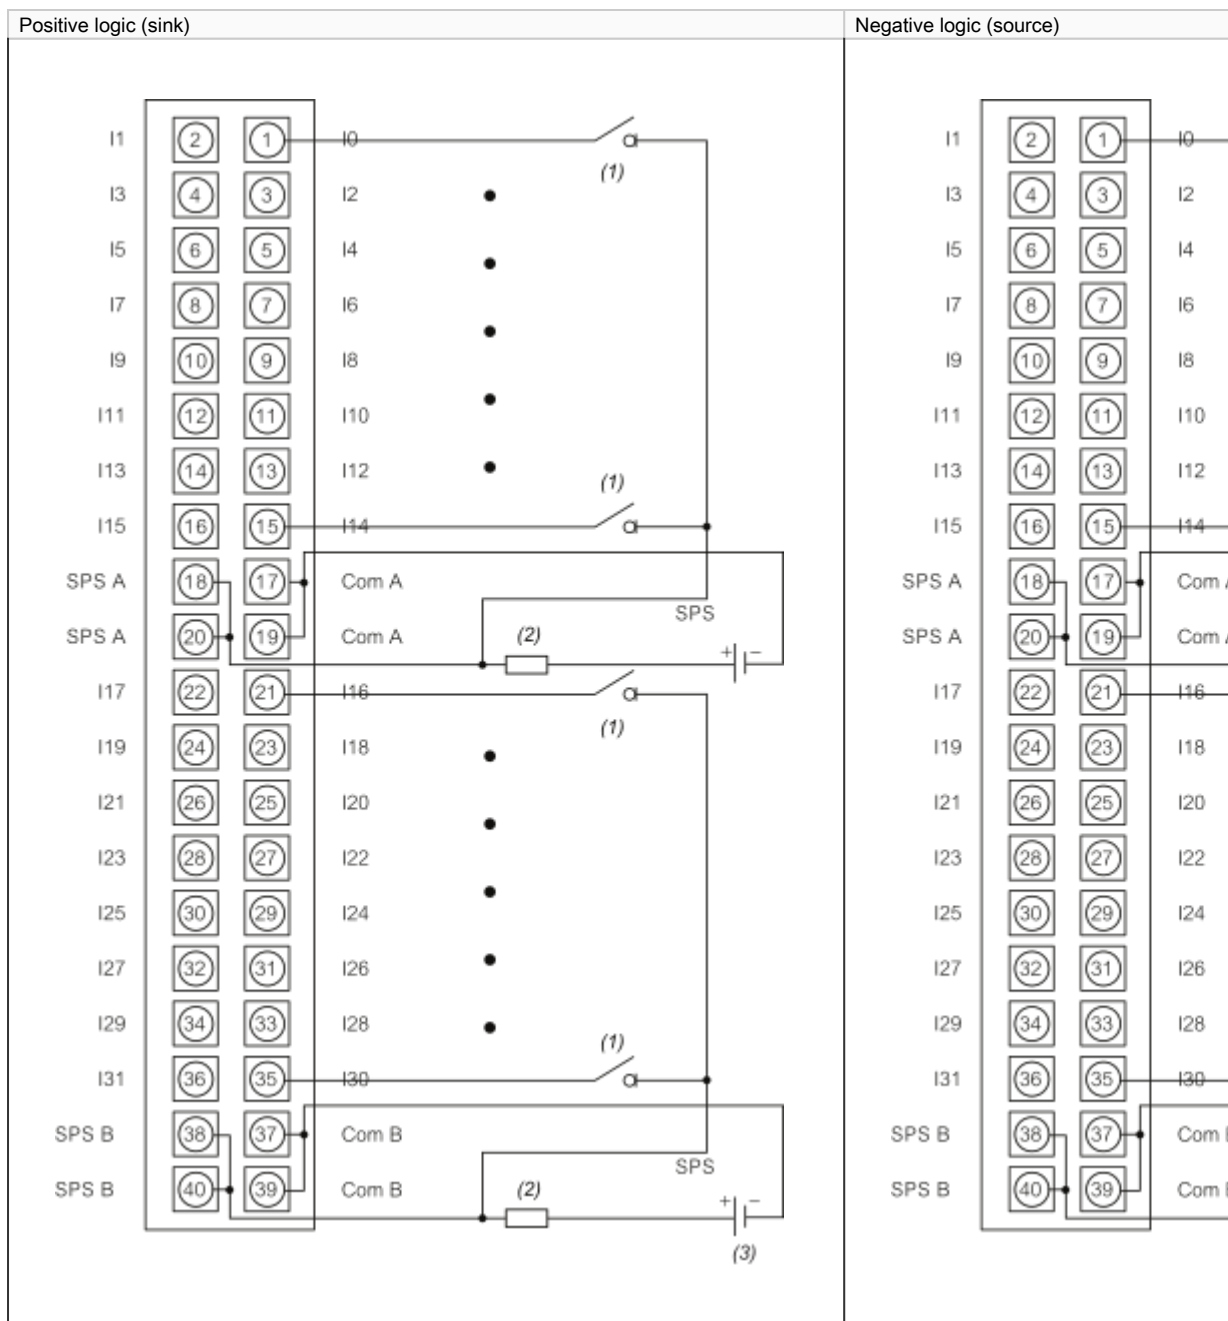 Positive logic (sink)
I1 2 1 I0
(1)
I3 4 3 I2
I5 6 5 I4
I7 8 7 I6
I9 10 9 I8
I11 12 11 I10
I13 14 13 I12
(1)
I15 16 15 I14
SPS A 18 17 Com A
SPS
SPS A 20 19 Com A
(2)
+ −
I17 22 21 I16
(1)
I19 24 23 I18
I21 26 25 I20
I23 28 27 I22
I25 30 29 I24
I27 32 31 I26
I29 34 33 I28
(1)
I31 36 35 I30
SPS B 38 37 Com B
SPS
SPS B 40 39 Com B
(2)
+ −
(3)
Negative logic (source)
I1 2 1 I0
I3 4 3 I2
I5 6 5 I4
I7 8 7 I6
I9 10 9 I8
I11 12 11 I10
I13 14 13 I12
I15 16 15 I14
SPS A 18 17 Com
SPS A 20 19 Com
I17 22 21 I16
I19 24 23 I18
I21 26 25 I20
I23 28 27 I22
I25 30 29 I24
I27 32 31 I26
I29 34 33 I28
I31 36 35 I30
SPS B 38 37 Com
SPS B 40 39 Com